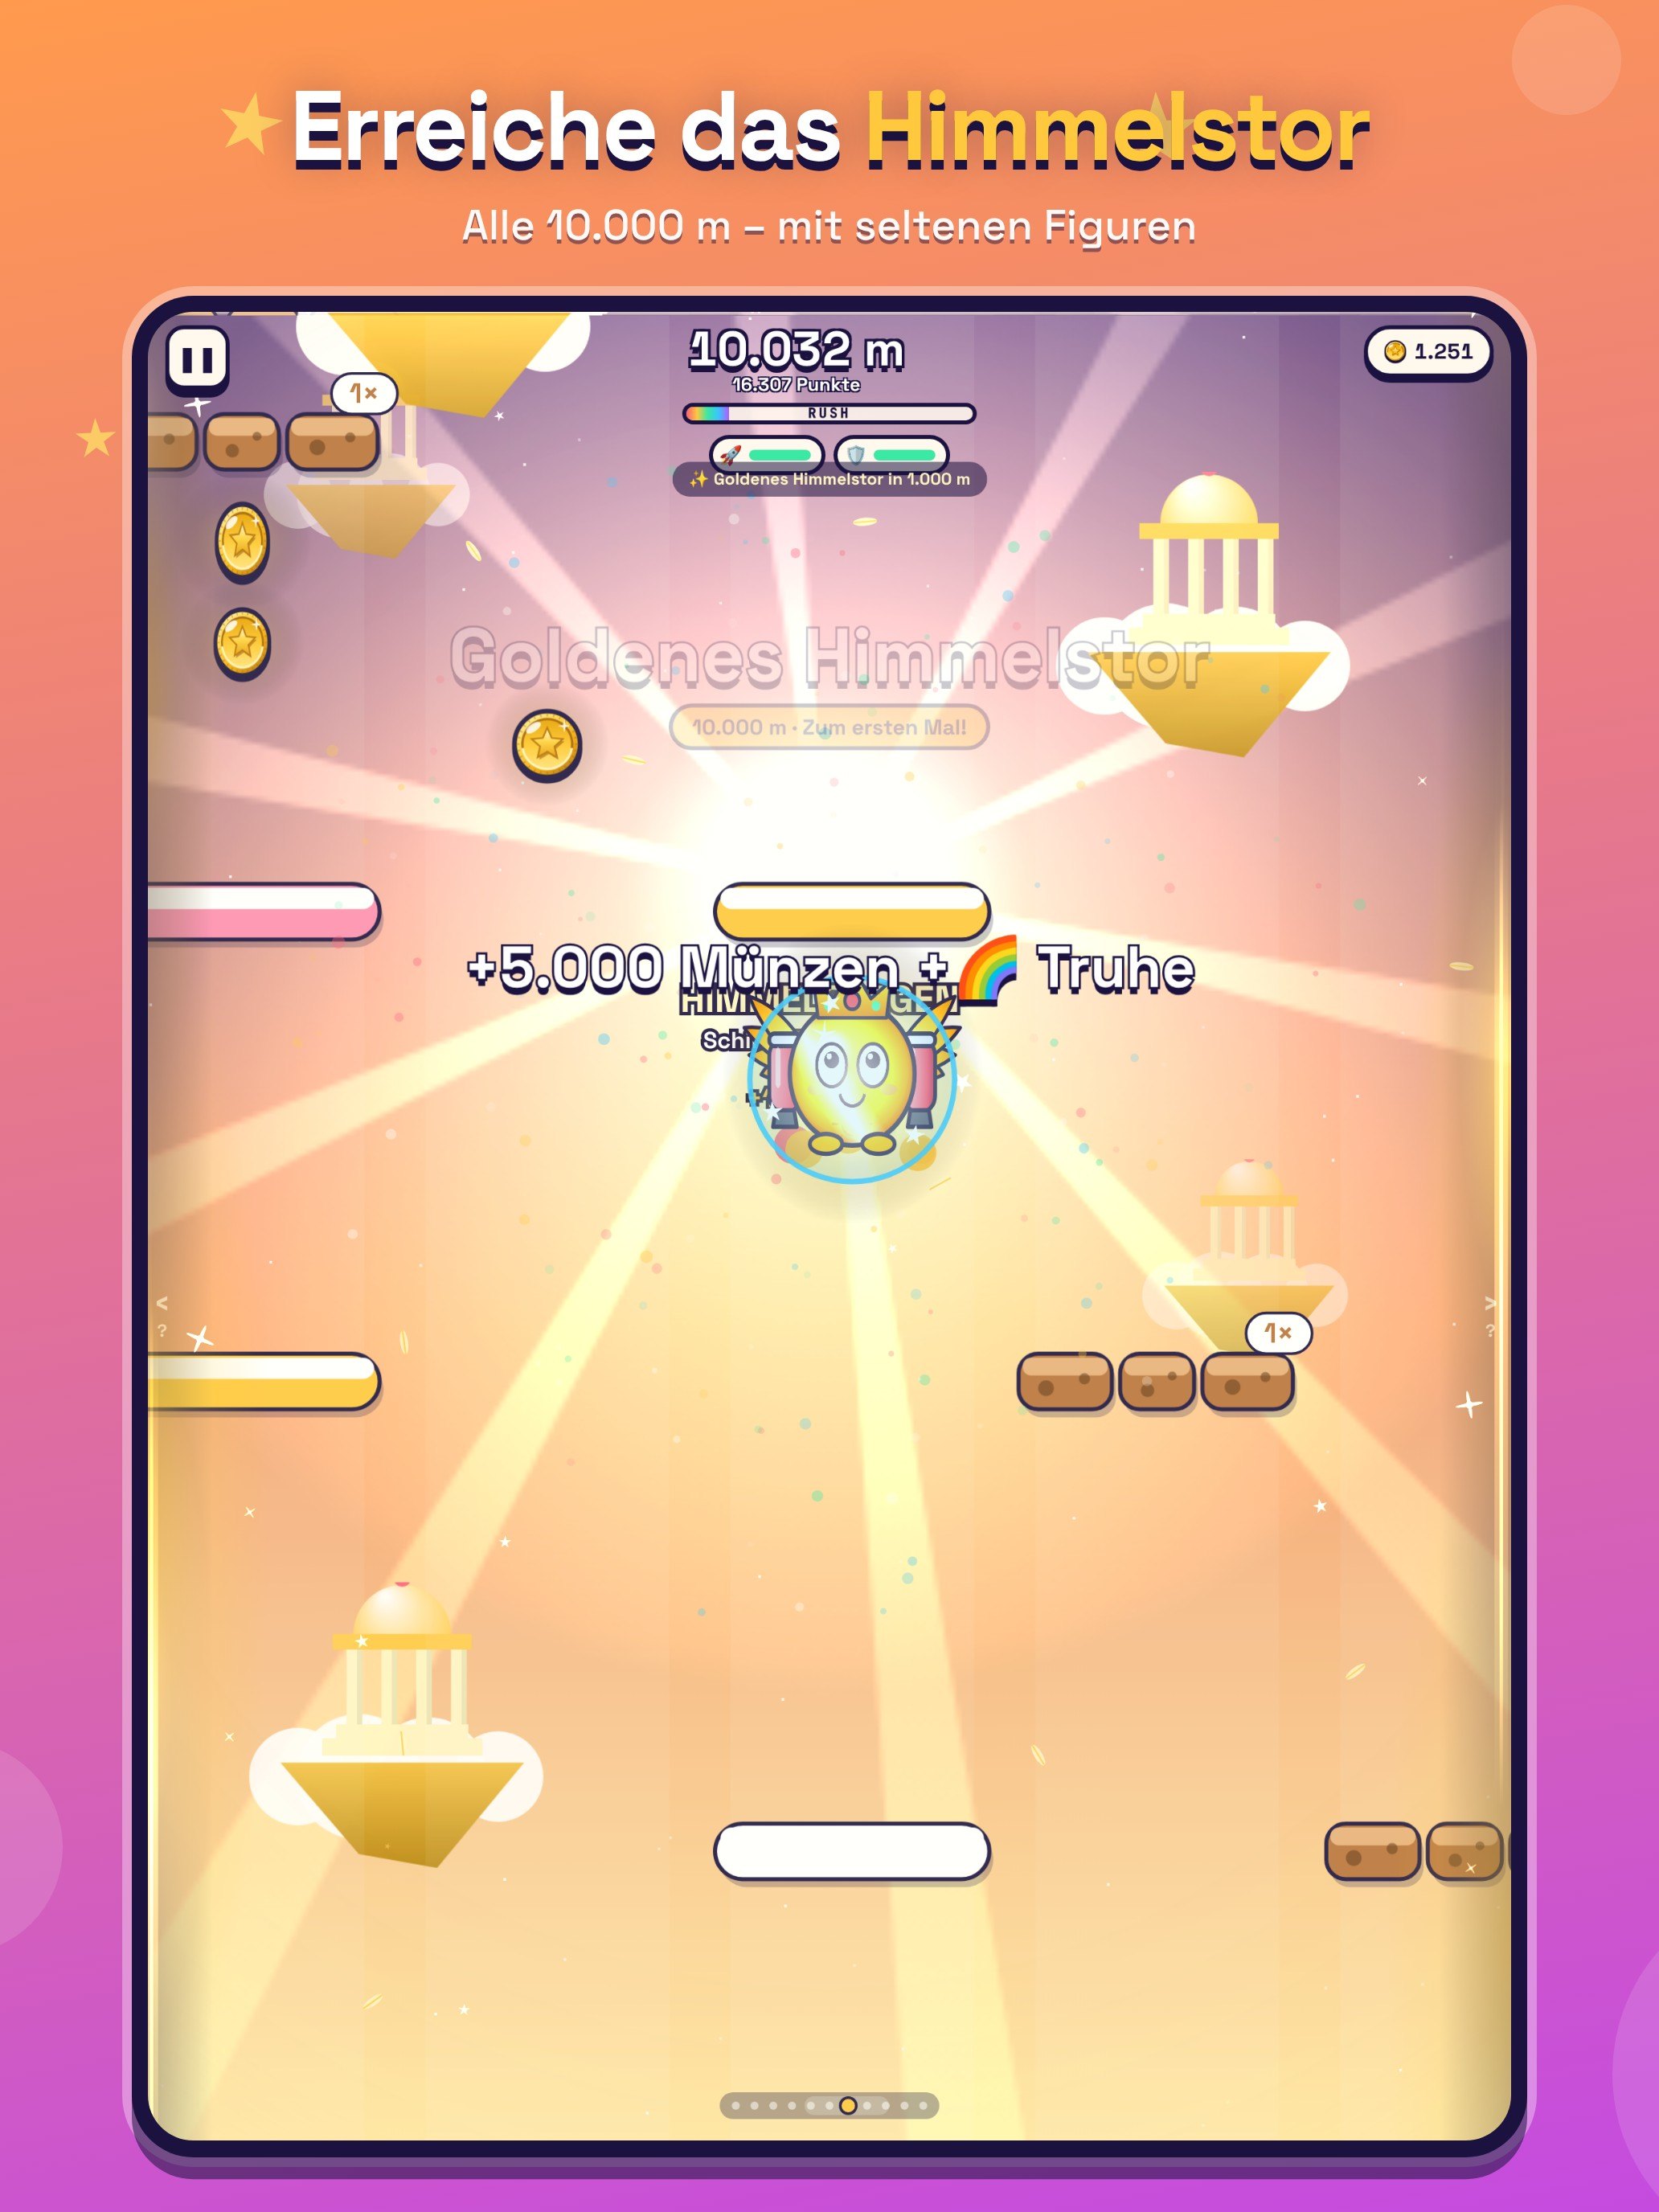 Erreiche das Himmelstor
Alle 10.000 m – mit seltenen Figuren
10.032 m
16.307 Punkte
1.251
1×
RUSH
✨ Goldenes Himmelstor in 1.000 m
Goldenes Himmelstor
10.000 m · Zum ersten Mal!
+5.000 Münzen + 🌈 Truhe
<
?
>
?
1×